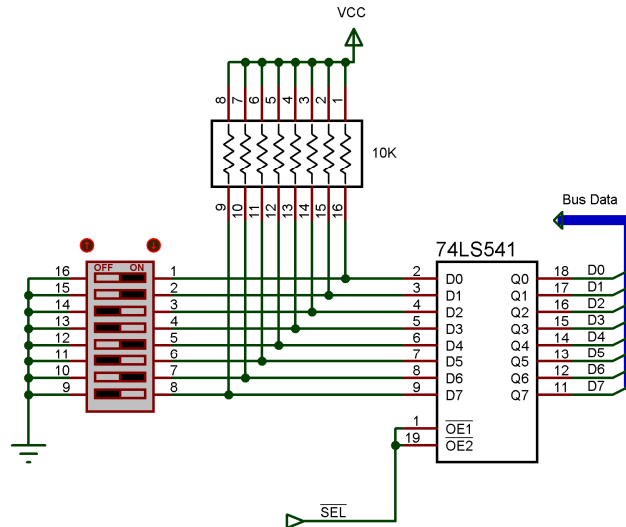 VCC
8 7 6 5 4 3 2 1
10K
9 10 11 12 13 14 15 16
Bus Data
74LS541
OFF ON
16 1 2 D0 Q0 18 D0
15 2 3 D1 Q1 17 D1
14 3 4 D2 Q2 16 D2
13 4 5 D3 Q3 15 D3
12 5 6 D4 Q4 14 D4
11 6 7 D5 Q5 13 D5
10 7 8 D6 Q6 12 D6
9 8 9 D7 Q7 11 D7
1 OE1
19 OE2
SEL